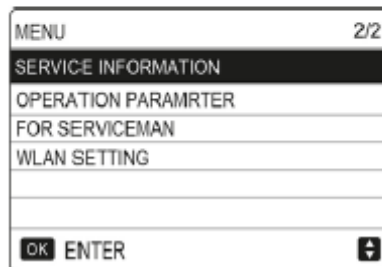 MENU 2/2
SERVICE INFORMATION
OPERATION PARAMRTER
FOR SERVICEMAN
WLAN SETTING
OK ENTER